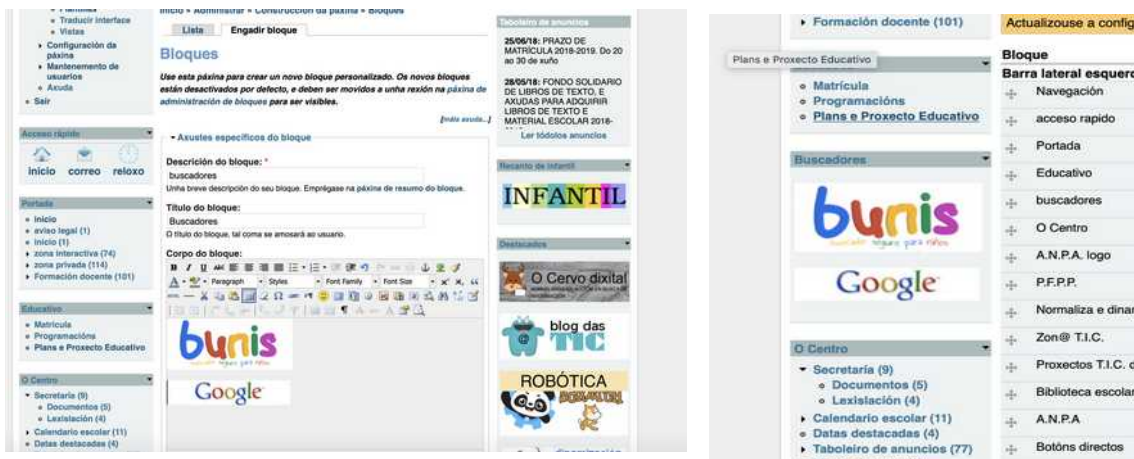 Planinas
Traducir interface
Vistas
Configuración da
páxina
Mantenemento de
usuarios
Axuda
Sair
Acceso rápido
inicio correo reloxo
Portada
inicio
aviso legal (1)
inicio (1)
zona interactiva (74)
zona privada (114)
Formación docente (101)
Educativo
Matrícula
Programacións
Plans e Proxecto Educativo
O Centro
Secretaría (9)
Documentos (5)
Lexislación (4)
Calendario escolar (11)
Datas destacadas (4)
Inicio » Administrar » Construcción da páxina » Bloques
Lista Engadir bloque
Bloques
Use esta páxina para crear un novo bloque personalizado. Os novos bloques
están desactivados por defecto, e deben ser movidos a unha rexión na páxina de
administración de bloques para ser visibles.
[máis axuda...]
Axustes específicos do bloque
Descrición do bloque: *
buscadores
Unha breve descripción do seu bloque. Emprégase na páxina de resumo do bloque.
Título do bloque:
Buscadores
O título do bloque, tal coma se amosará ao usuario.
Corpo do bloque:
Paragraph Styles Font Family Font Size
bunis
Google
Taboleiro de anuncios
25/06/18: PRAZO DE
MATRÍCULA 2018-2019. Do 20
ao 30 de xuño
28/05/18: FONDO SOLIDARIO
DE LIBROS DE TEXTO, E
AXUDAS PARA ADQUIRIR
LIBROS DE TEXTO E
MATERIAL ESCOLAR 2018-
Ler tódolos anuncios
Recanto de infantil
INFANTIL
Destacados
O Cervo dixital
blog das
TIC
ROBÓTICA
dinamización
Formación docente (101)
Plans e Proxecto Educativo
Matrícula
Programacións
Plans e Proxecto Educativo
Buscadores
bunis
buscador seguro para niños
Google
O Centro
Secretaría (9)
Documentos (5)
Lexislación (4)
Calendario escolar (11)
Datas destacadas (4)
Taboleiro de anuncios (77)
Actualizouse a config
Bloque
Barra lateral esquerd
Navegación
acceso rapido
Portada
Educativo
buscadores
O Centro
A.N.P.A. logo
P.F.P.P.
Normaliza e dinar
Zon@ T.I.C.
Proxectos T.I.C. d
Biblioteca escolar
A.N.P.A
Botóns directos